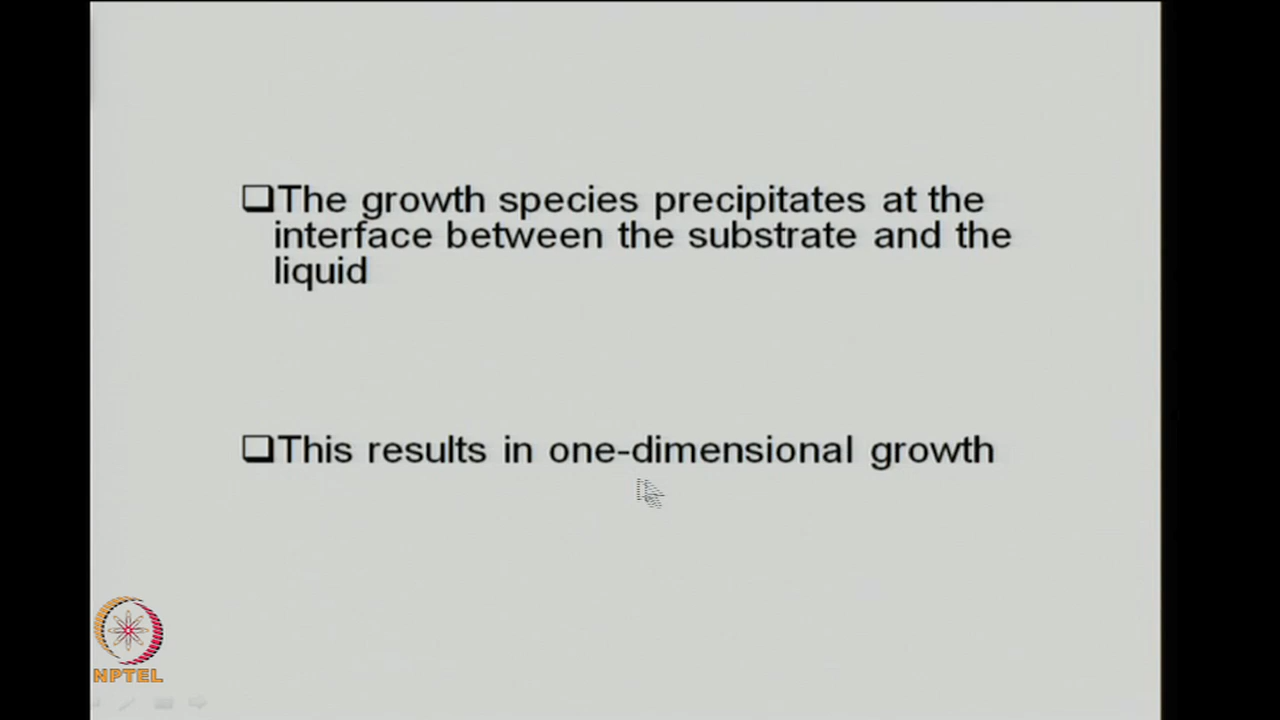 ❑The growth species precipitates at the
interface between the substrate and the
liquid
❑This results in one-dimensional growth
NPTEL